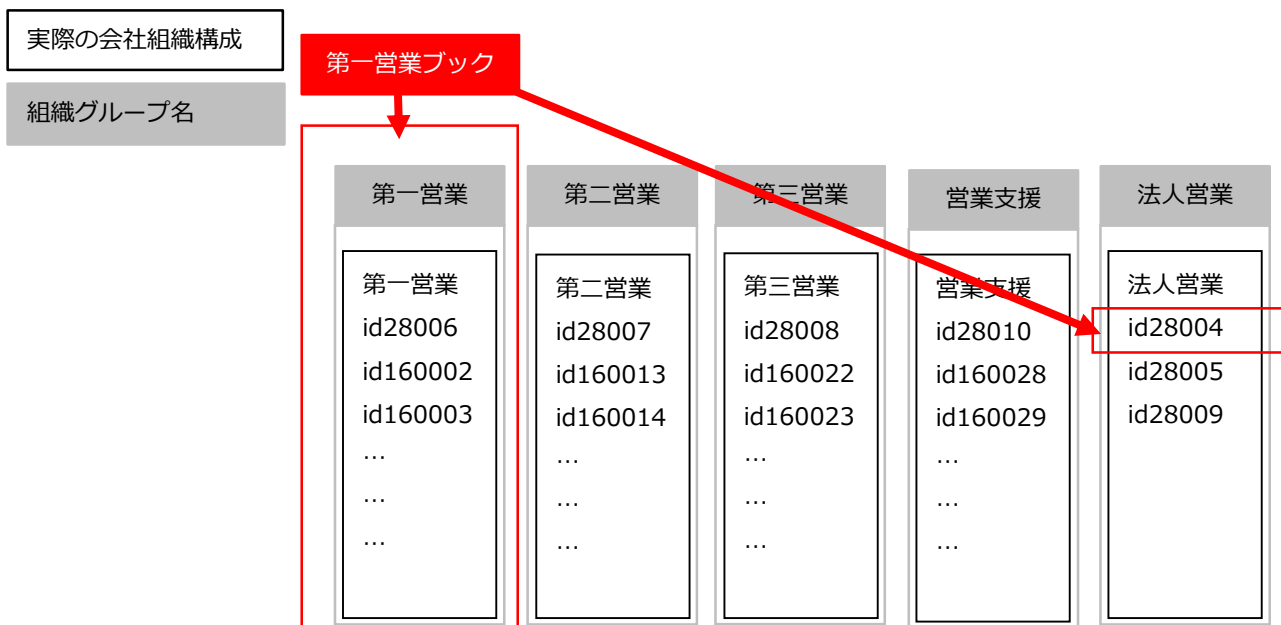 実際の会社組織構成
第一営業ブック
組織グループ名
第一営業
第二営業
第三営業
営業支援
法人営業
第一営業
id28006
id160002
id160003
…
…
…
第二営業
id28007
id160013
id160014
…
…
…
第三営業
id28008
id160022
id160023
…
…
…
営業支援
id28010
id160028
id160029
…
…
…
法人営業
id28004
id28005
id28009